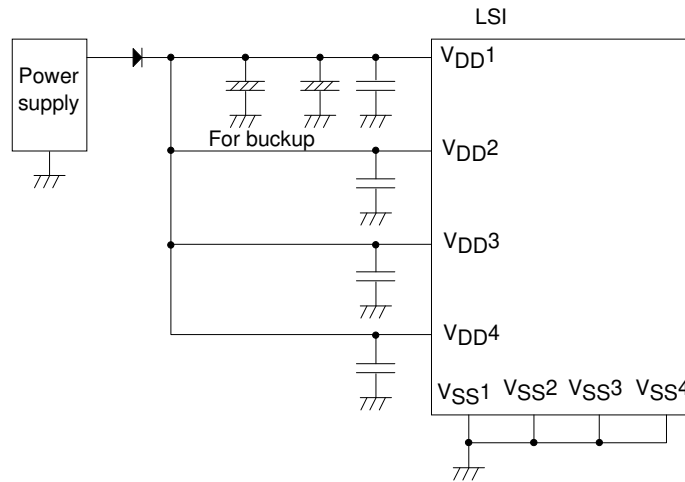 LSI
Power
supply
VDD1
For buckup
VDD2
VDD3
VDD4
VSS1 VSS2 VSS3 VSS4